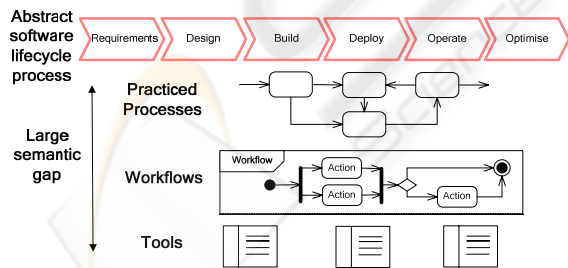 Abstract
software
lifecycle
process
Requirements
Design
Build
Deploy
Operate
Optimise
Practiced
Processes
Large
semantic
gap
Workflows
Workflow
Action
Action
Action
Tools